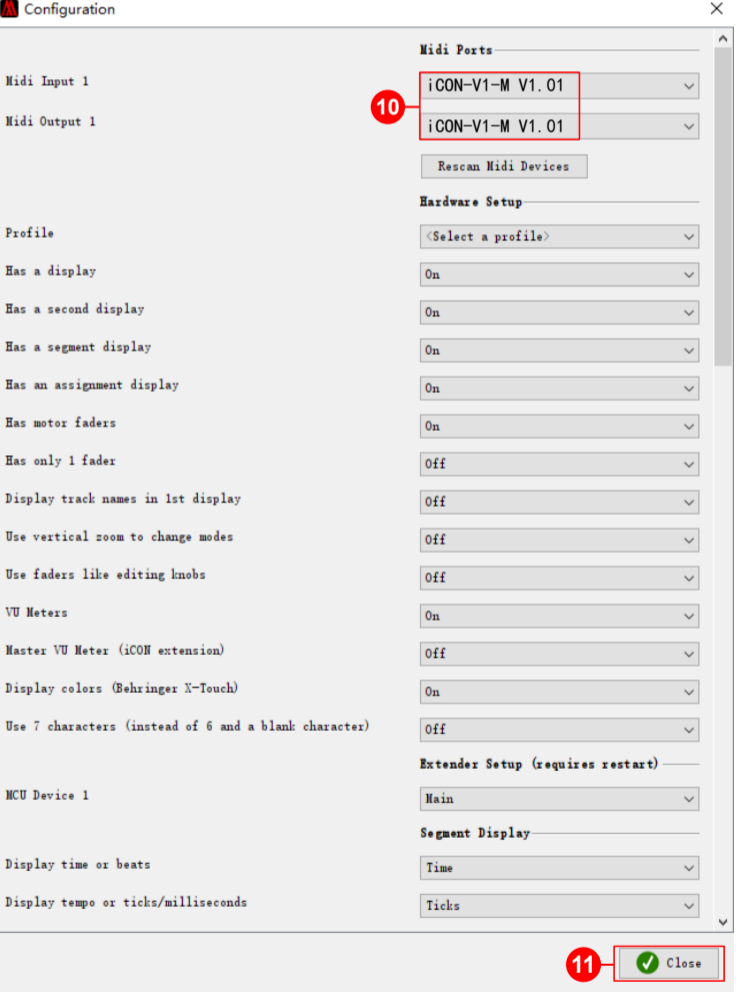 Configuration
Midi Ports
Midi Input 1
iCON-V1-M V1.01
10
Midi Output 1
iCON-V1-M V1.01
Rescan Midi Devices
Hardware Setup
Profile
<Select a profile>
Has a display
On
Has a second display
On
Has a segment display
On
Has an assignment display
On
Has motor faders
On
Has only 1 fader
Off
Display track names in 1st display
Off
Use vertical zoom to change modes
Off
Use faders like editing knobs
Off
VU Meters
On
Master VU Meter (iCON extension)
Off
Display colors (Behringer X-Touch)
On
Use 7 characters (instead of 6 and a blank character)
Off
Extender Setup (requires restart)
MCU Device 1
Main
Segment Display
Display time or beats
Time
Display tempo or ticks/milliseconds
Ticks
11
Close